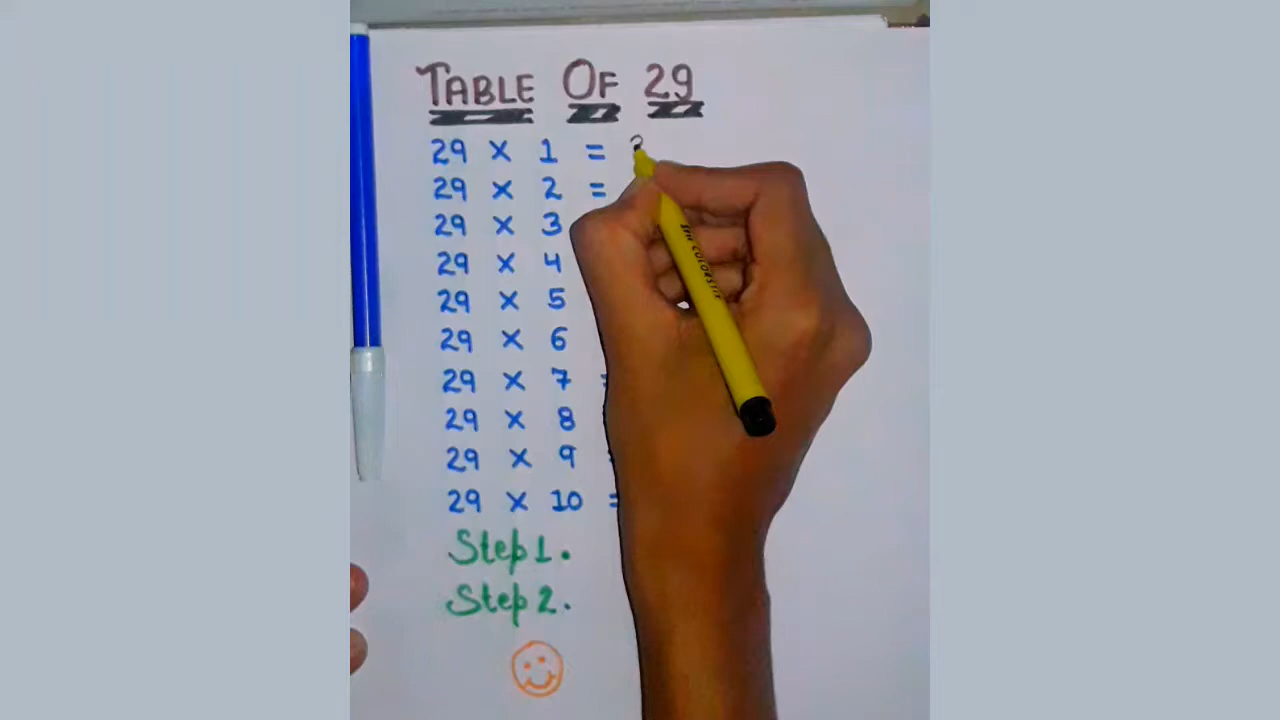 TABLE OF 29
29 × 1 =
29 × 2 =
29 × 3
29 × 4
29 × 5
29 × 6
29 × 7 =
29 × 8
29 × 9 =
29 × 10 =
Step 1.
Step 2.